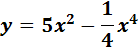 y = 5x² − 1/4 x⁴